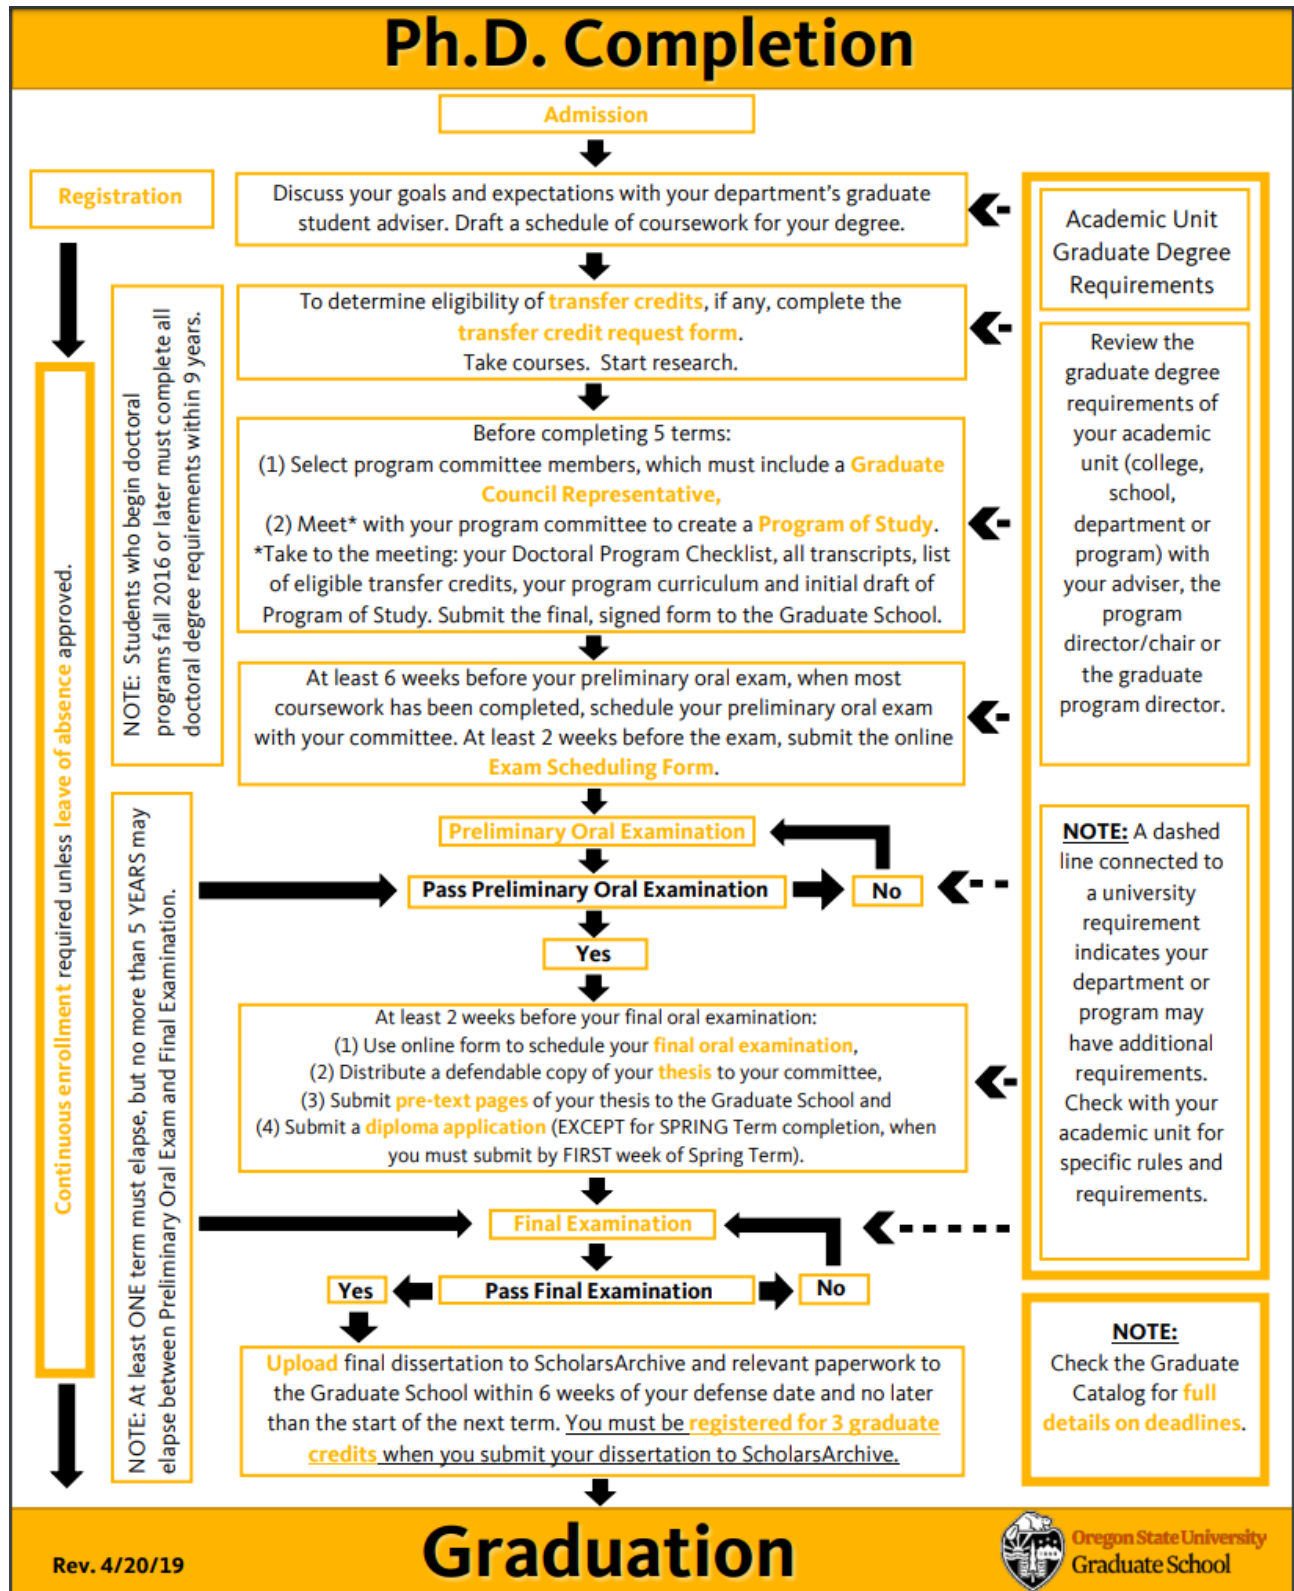 Ph.D. Completion
Admission
Registration
Discuss your goals and expectations with your department's graduate
student adviser. Draft a schedule of coursework for your degree.
To determine eligibility of transfer credits, if any, complete the
transfer credit request form.
Take courses. Start research.
Before completing 5 terms:
(1) Select program committee members, which must include a Graduate
Council Representative,
(2) Meet* with your program committee to create a Program of Study.
*Take to the meeting: your Doctoral Program Checklist, all transcripts, list
of eligible transfer credits, your program curriculum and initial draft of
Program of Study. Submit the final, signed form to the Graduate School.
At least 6 weeks before your preliminary oral exam, when most
coursework has been completed, schedule your preliminary oral exam
with your committee. At least 2 weeks before the exam, submit the online
Exam Scheduling Form.
Preliminary Oral Examination
Pass Preliminary Oral Examination
No
Yes
At least 2 weeks before your final oral examination:
(1) Use online form to schedule your final oral examination,
(2) Distribute a defendable copy of your thesis to your committee,
(3) Submit pre-text pages of your thesis to the Graduate School and
(4) Submit a diploma application (EXCEPT for SPRING Term completion, when
you must submit by FIRST week of Spring Term).
Final Examination
Yes
Pass Final Examination
No
Upload final dissertation to ScholarsArchive and relevant paperwork to
the Graduate School within 6 weeks of your defense date and no later
than the start of the next term. You must be registered for 3 graduate
credits when you submit your dissertation to ScholarsArchive.
Continuous enrollment required unless leave of absence approved.
NOTE: Students who begin doctoral
programs fall 2016 or later must complete all
doctoral degree requirements within 9 years.
NOTE: At least ONE term must elapse, but no more than 5 YEARS may
elapse between Preliminary Oral Exam and Final Examination.
Academic Unit
Graduate Degree
Requirements
Review the
graduate degree
requirements of
your academic
unit (college,
school,
department or
program) with
your adviser, the
program
director/chair or
the graduate
program director.
NOTE: A dashed
line connected to
a university
requirement
indicates your
department or
program may
have additional
requirements.
Check with your
academic unit for
specific rules and
requirements.
NOTE:
Check the Graduate
Catalog for full
details on deadlines.
Rev. 4/20/19
Graduation
Oregon State University
Graduate School